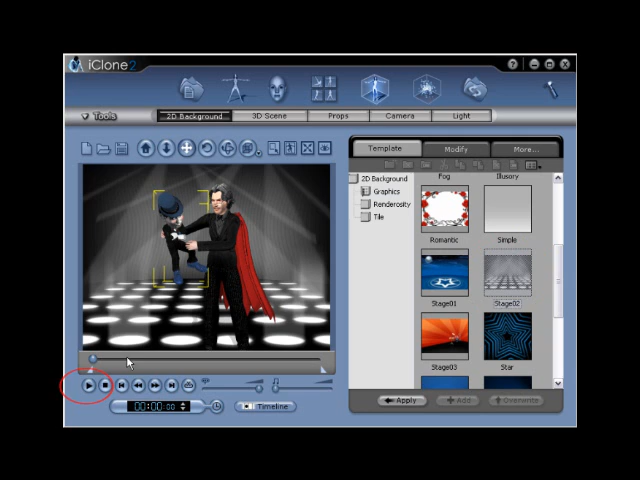 iClone2
Tools
2D Background
3D Scene
Props
Camera
Light
Template
Modify
More...
2D Background
Graphics
Renderosity
Tile
Fog
Illusory
Romantic
Simple
Stage01
Stage02
Stage03
Star
Apply
Add
Overwrite
00:00:00
Timeline